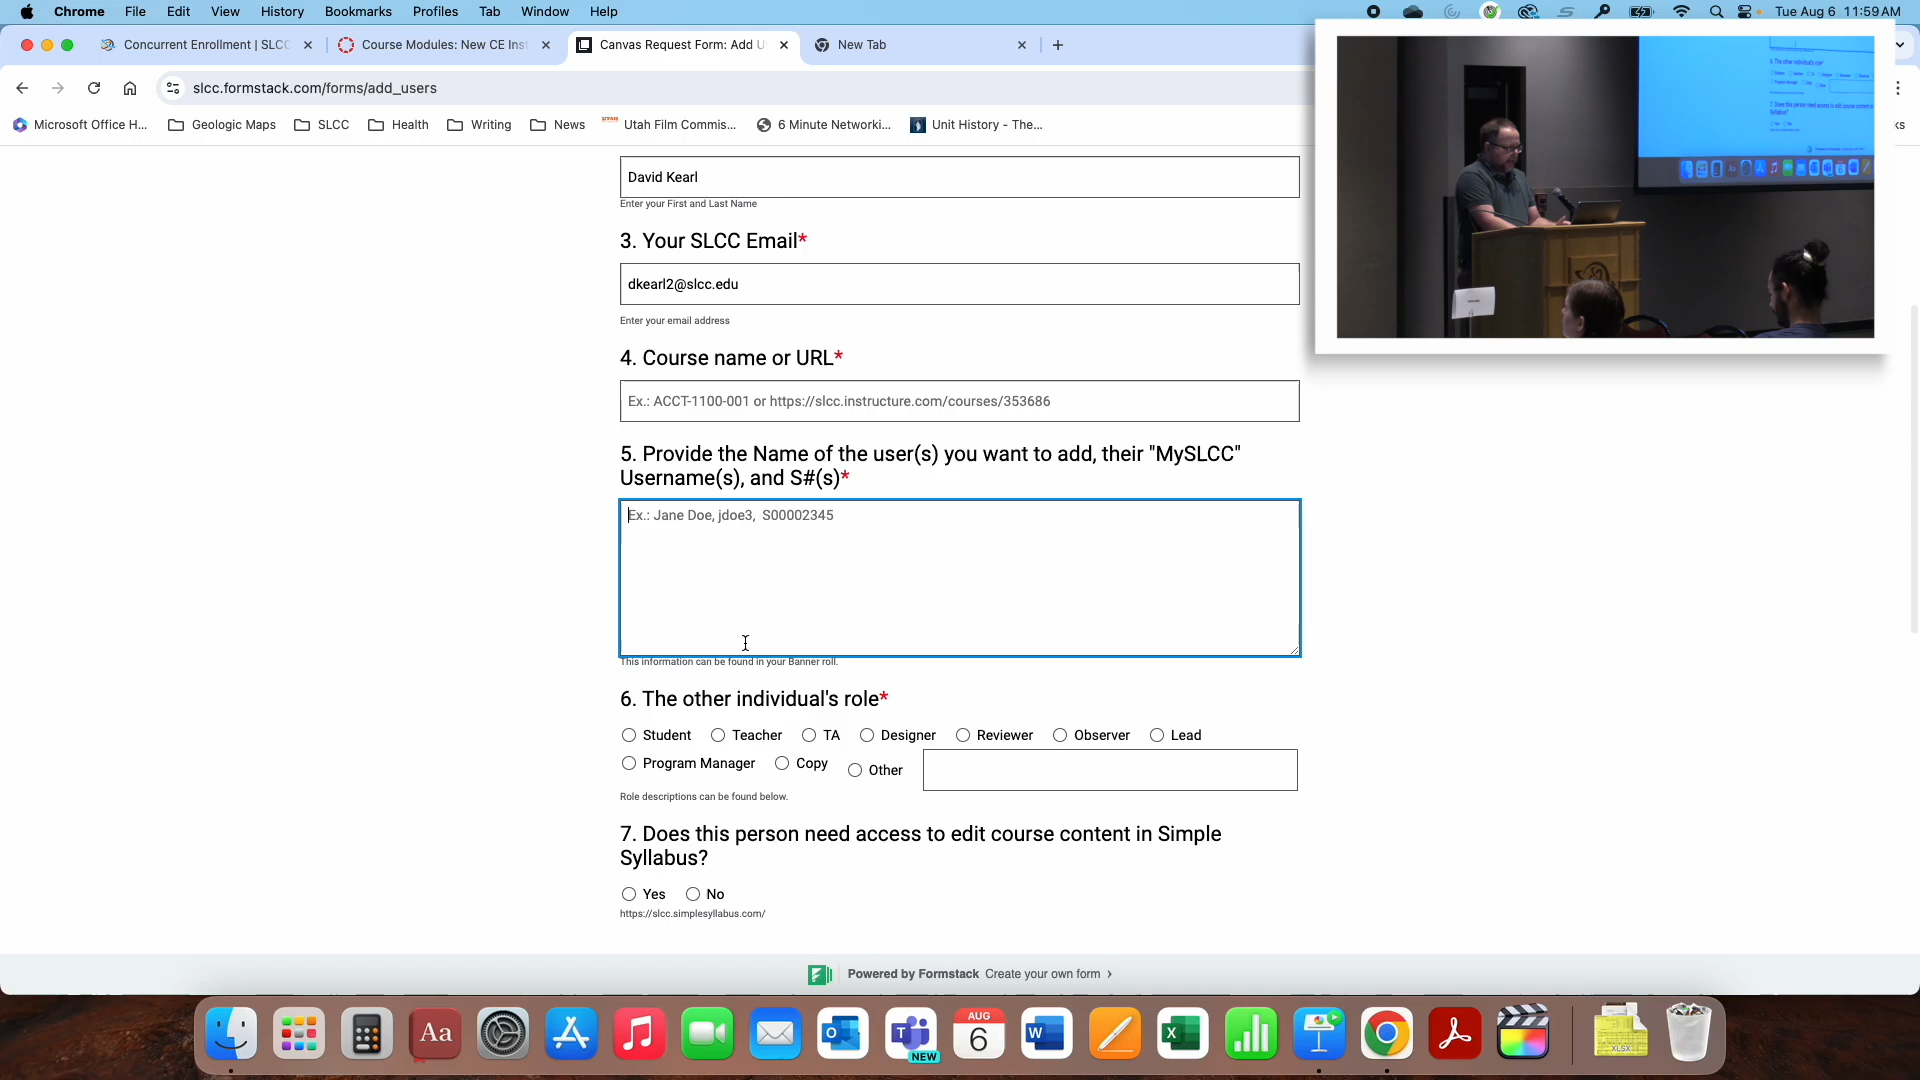 Chrome File Edit View History Bookmarks Profiles Tab Window Help
Tue Aug 6 11:59 AM
Concurrent Enrollment | SLCC
Course Modules: New CE Inst
Canvas Request Form: Add U
New Tab
slcc.formstack.com/forms/add_users
Microsoft Office H... Geologic Maps SLCC Health Writing News Utah Film Commis... 6 Minute Networki... Unit History - The...
David Kearl
Enter your First and Last Name
3. Your SLCC Email*
dkearl2@slcc.edu
Enter your email address
4. Course name or URL*
Ex.: ACCT-1100-001 or https://slcc.instructure.com/courses/353686
5. Provide the Name of the user(s) you want to add, their "MySLCC"
Username(s), and S#(s)*
Ex.: Jane Doe, jdoe3, S00002345
This information can be found in your Banner roll.
6. The other individual's role*
Student Teacher TA Designer Reviewer Observer Lead
Program Manager Copy Other
Role descriptions can be found below.
7. Does this person need access to edit course content in Simple
Syllabus?
Yes No
https://slcc.simplesyllabus.com/
Powered by Formstack Create your own form
Aa
AUG
6
NEW
XLSX